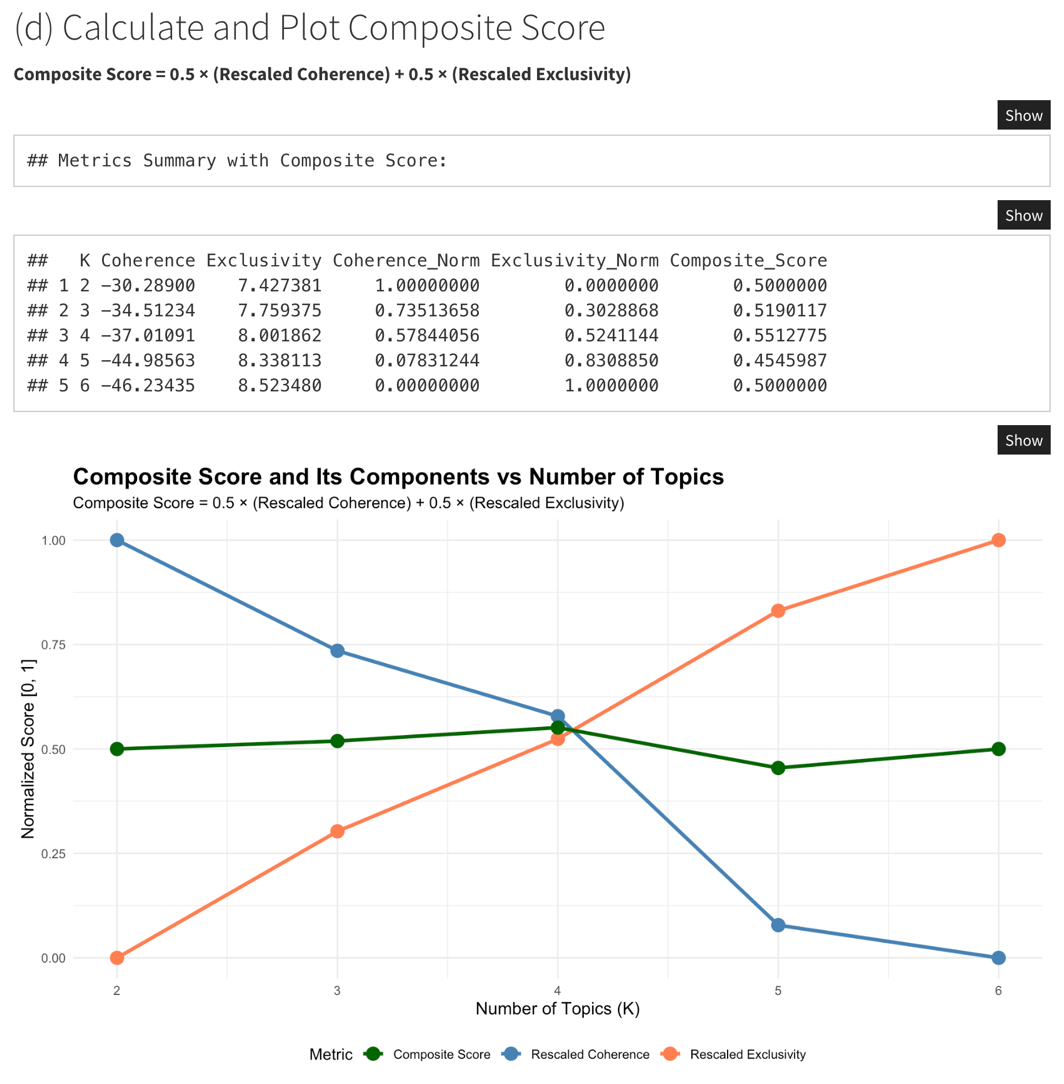 (d) Calculate and Plot Composite Score
Composite Score = 0.5 × (Rescaled Coherence) + 0.5 × (Rescaled Exclusivity)
Show
## Metrics Summary with Composite Score:
Show
##   K Coherence Exclusivity Coherence_Norm Exclusivity_Norm Composite_Score
## 1 2 -30.28900    7.427381     1.00000000        0.0000000       0.5000000
## 2 3 -34.51234    7.759375     0.73513658        0.3028868       0.5190117
## 3 4 -37.01091    8.001862     0.57844056        0.5241144       0.5512775
## 4 5 -44.98563    8.338113     0.07831244        0.8308850       0.4545987
## 5 6 -46.23435    8.523480     0.00000000        1.0000000       0.5000000
Show
Composite Score and Its Components vs Number of Topics
Composite Score = 0.5 × (Rescaled Coherence) + 0.5 × (Rescaled Exclusivity)
Normalized Score [0, 1]
1.00
0.75
0.50
0.25
0.00
2 3 4 5 6
Number of Topics (K)
Metric Composite Score Rescaled Coherence Rescaled Exclusivity